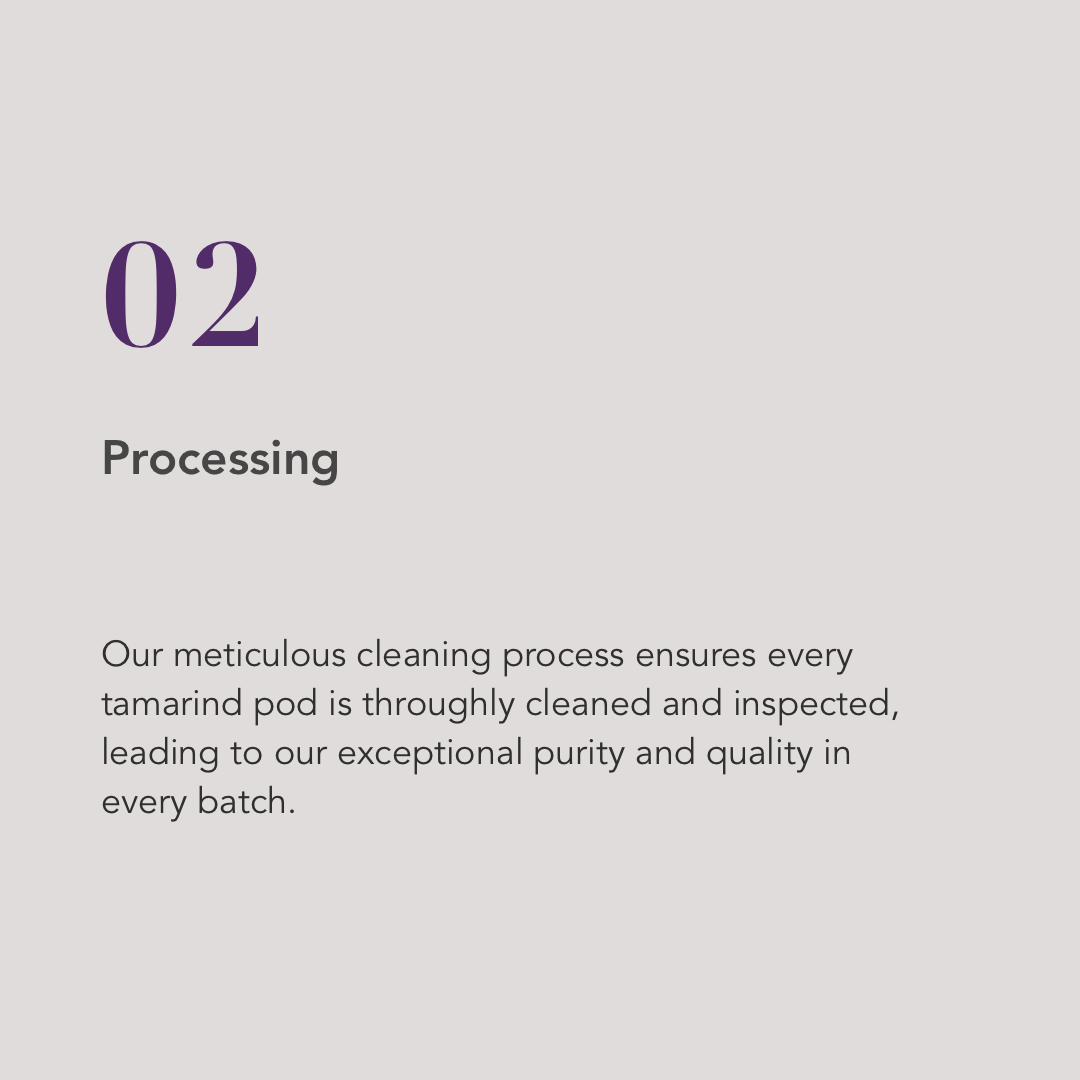 02
Processing
Our meticulous cleaning process ensures every
tamarind pod is throughly cleaned and inspected,
leading to our exceptional purity and quality in
every batch.